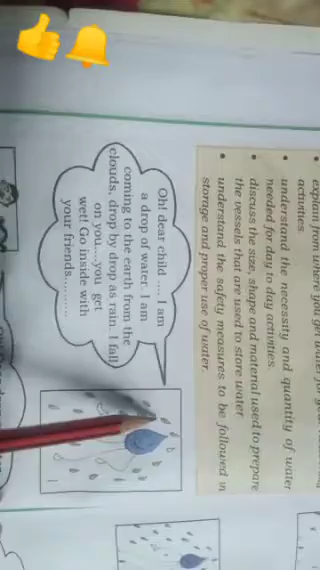 explain from where you get water for
activities.
• understand the necessity and quantity of water
needed for day to day activities.
• discuss the size, shape and material used to prepare
the vessels that are used to store water
• understand the safety measures to be followed in
storage and proper use of water.
Oh! dear child .... I am
a drop of water. I am
coming to the earth from the
clouds, drop by drop as rain. I fall
on you....you get
wet! Go inside with
your friends..........